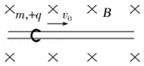 × × × ×
m,+q v₀ B
× × × ×